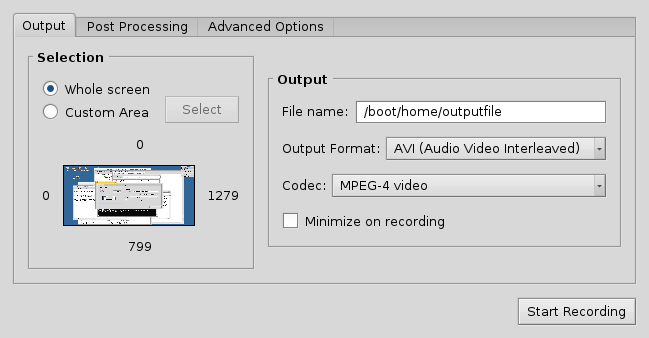 Output Post Processing Advanced Options
Selection
Whole screen
Custom Area Select
0
0 1279
799
Output
File name: /boot/home/outputfile
Output Format: AVI (Audio Video Interleaved)
Codec: MPEG-4 video
Minimize on recording
Start Recording